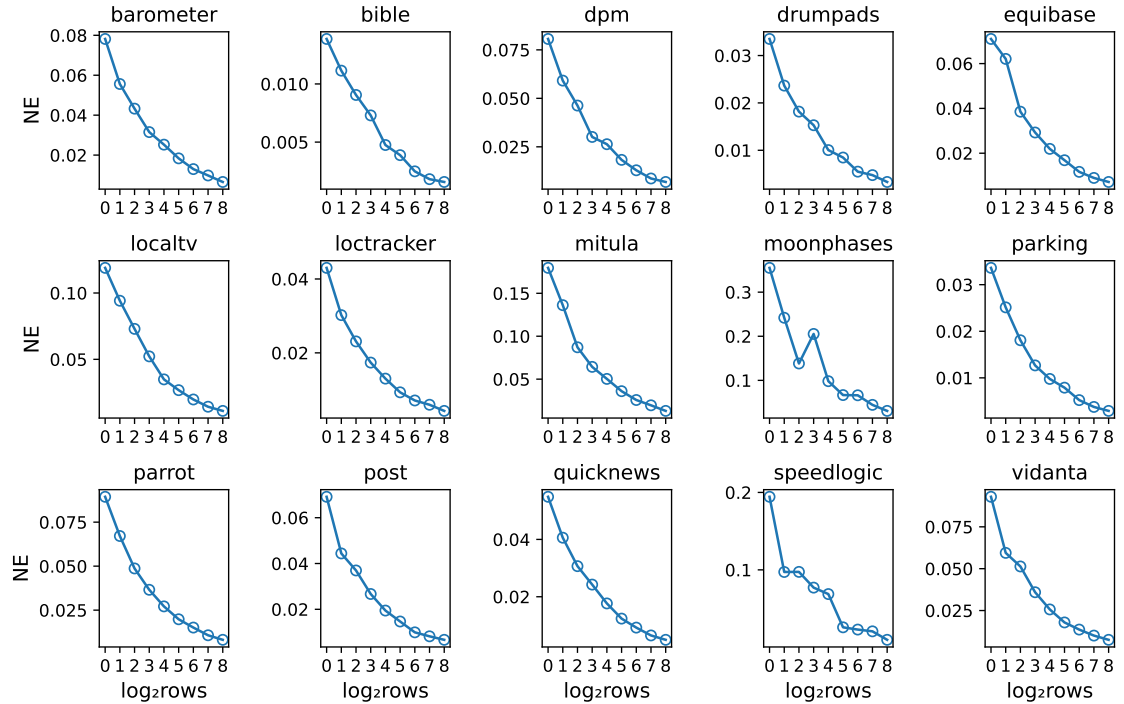 barometer bible dpm drumpads equibase
NE
0.08 0.06 0.04 0.02
0.010 0.005
0.075 0.050 0.025
0.03 0.02 0.01
0.06 0.04 0.02
0 1 2 3 4 5 6 7 8 0 1 2 3 4 5 6 7 8 0 1 2 3 4 5 6 7 8 0 1 2 3 4 5 6 7 8 0 1 2 3 4 5 6 7 8
localtv loctracker mitula moonphases parking
NE
0.10 0.05
0.04 0.02
0.15 0.10 0.05
0.3 0.2 0.1
0.03 0.02 0.01
0 1 2 3 4 5 6 7 8 0 1 2 3 4 5 6 7 8 0 1 2 3 4 5 6 7 8 0 1 2 3 4 5 6 7 8 0 1 2 3 4 5 6 7 8
parrot post quicknews speedlogic vidanta
NE
0.075 0.050 0.025
0.06 0.04 0.02
0.04 0.02
0.2 0.1
0.075 0.050 0.025
0 1 2 3 4 5 6 7 8 0 1 2 3 4 5 6 7 8 0 1 2 3 4 5 6 7 8 0 1 2 3 4 5 6 7 8 0 1 2 3 4 5 6 7 8
log₂rows log₂rows log₂rows log₂rows log₂rows